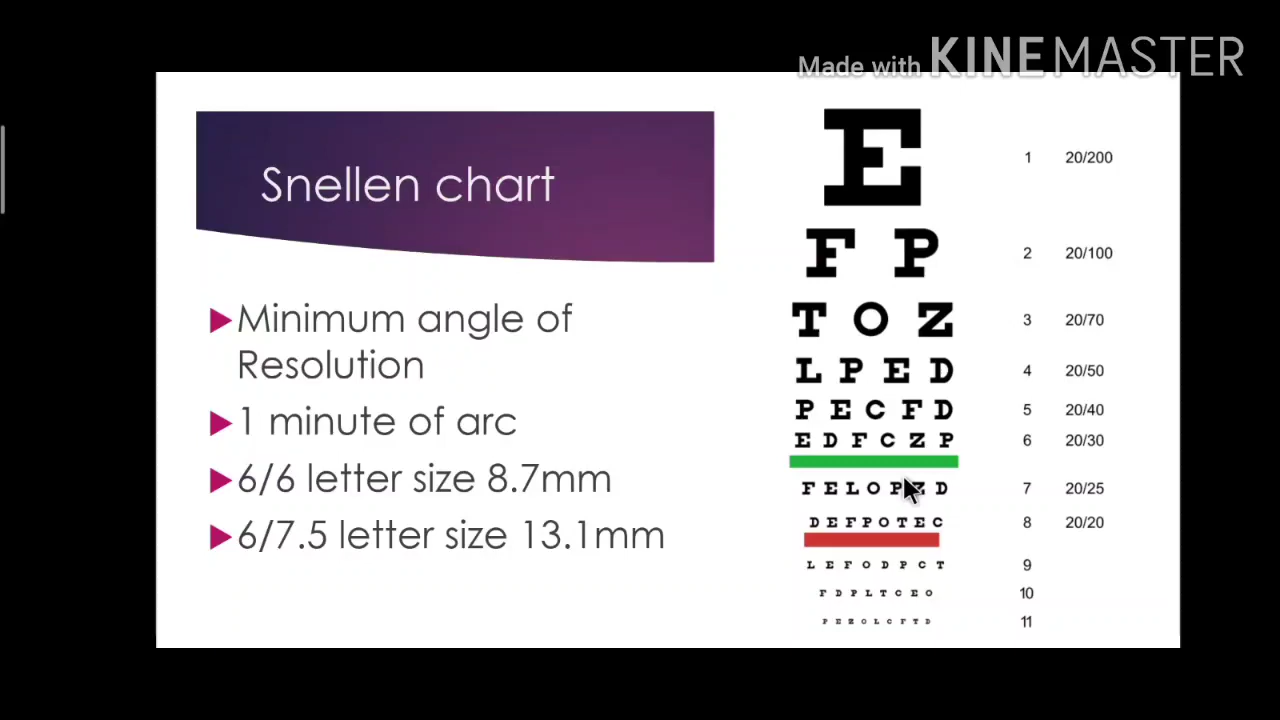 Made with KINEMASTER
Snellen chart
Minimum angle of
Resolution
1 minute of arc
6/6 letter size 8.7mm
6/7.5 letter size 13.1mm
E 1 20/200
F P 2 20/100
T O Z 3 20/70
L P E D 4 20/50
P E C F D 5 20/40
E D F C Z P 6 20/30
F E L O P Z D 7 20/25
D E F P O T E C 8 20/20
L E F O D P C T 9
F D P L T C E O 10
P E Z O L C F T D 11